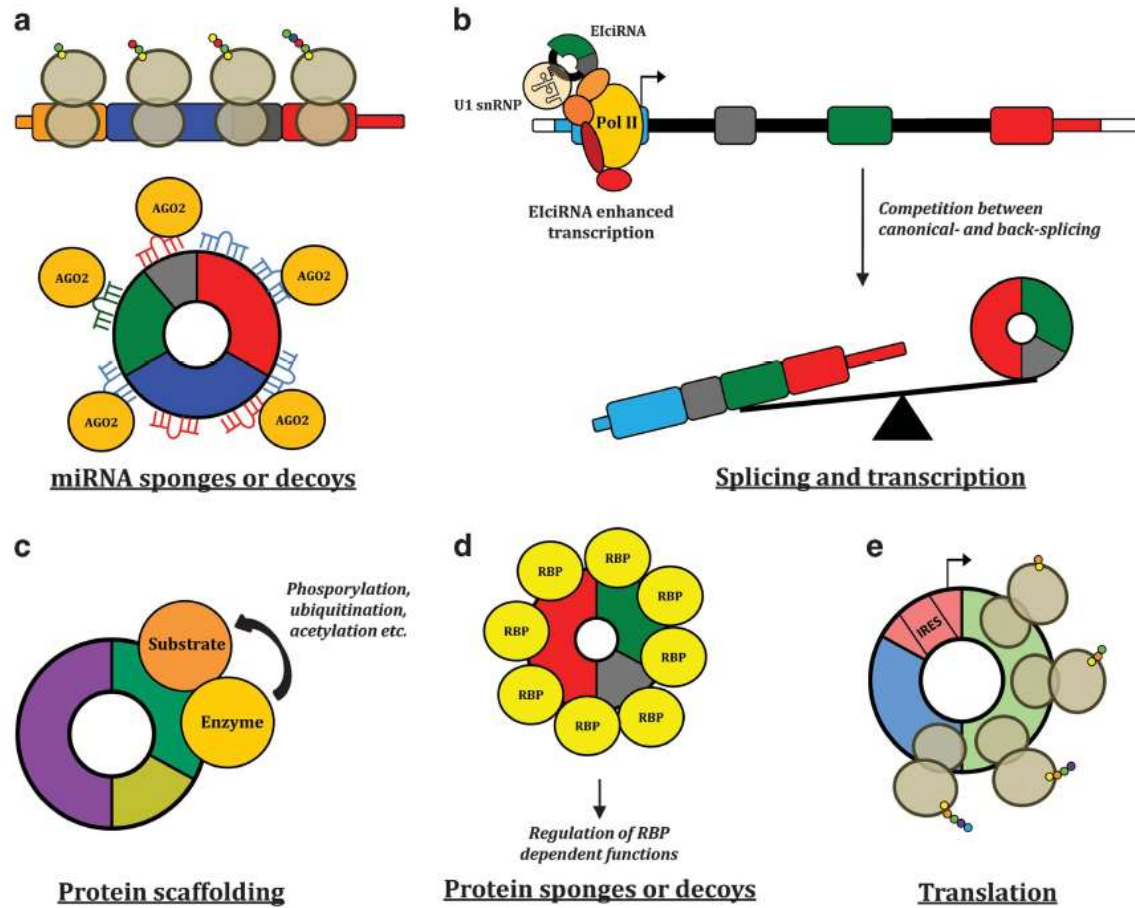 a
AGO2
AGO2
AGO2
AGO2
AGO2
miRNA sponges or decoys
b
EIciRNA
U1 snRNP
Pol II
EIciRNA enhanced
transcription
Competition between
canonical- and back-splicing
Splicing and transcription
c
Phosporylation,
ubiquitination,
acetylation etc.
Substrate
Enzyme
Protein scaffolding
d
RBP
RBP
RBP
RBP
RBP
RBP
RBP
RBP
RBP
Regulation of RBP
dependent functions
Protein sponges or decoys
e
IRES
Translation